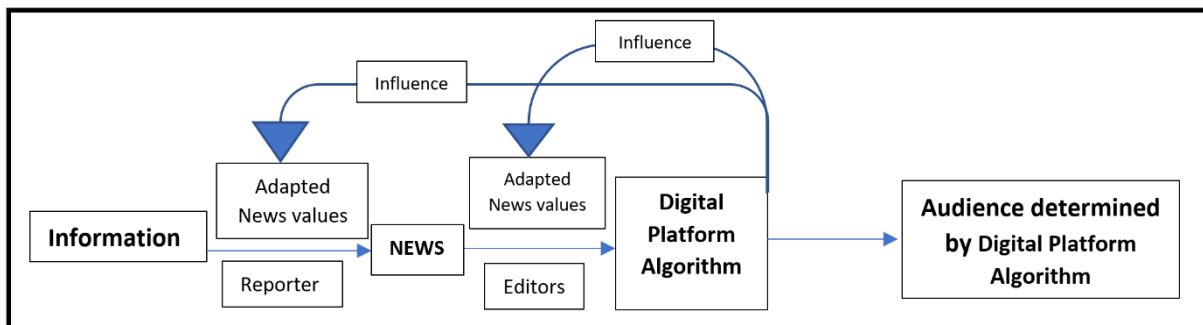 Influence
Influence
Adapted
News values
Adapted
News values
Information
Reporter
NEWS
Editors
Digital
Platform
Algorithm
Audience determined
by Digital Platform
Algorithm